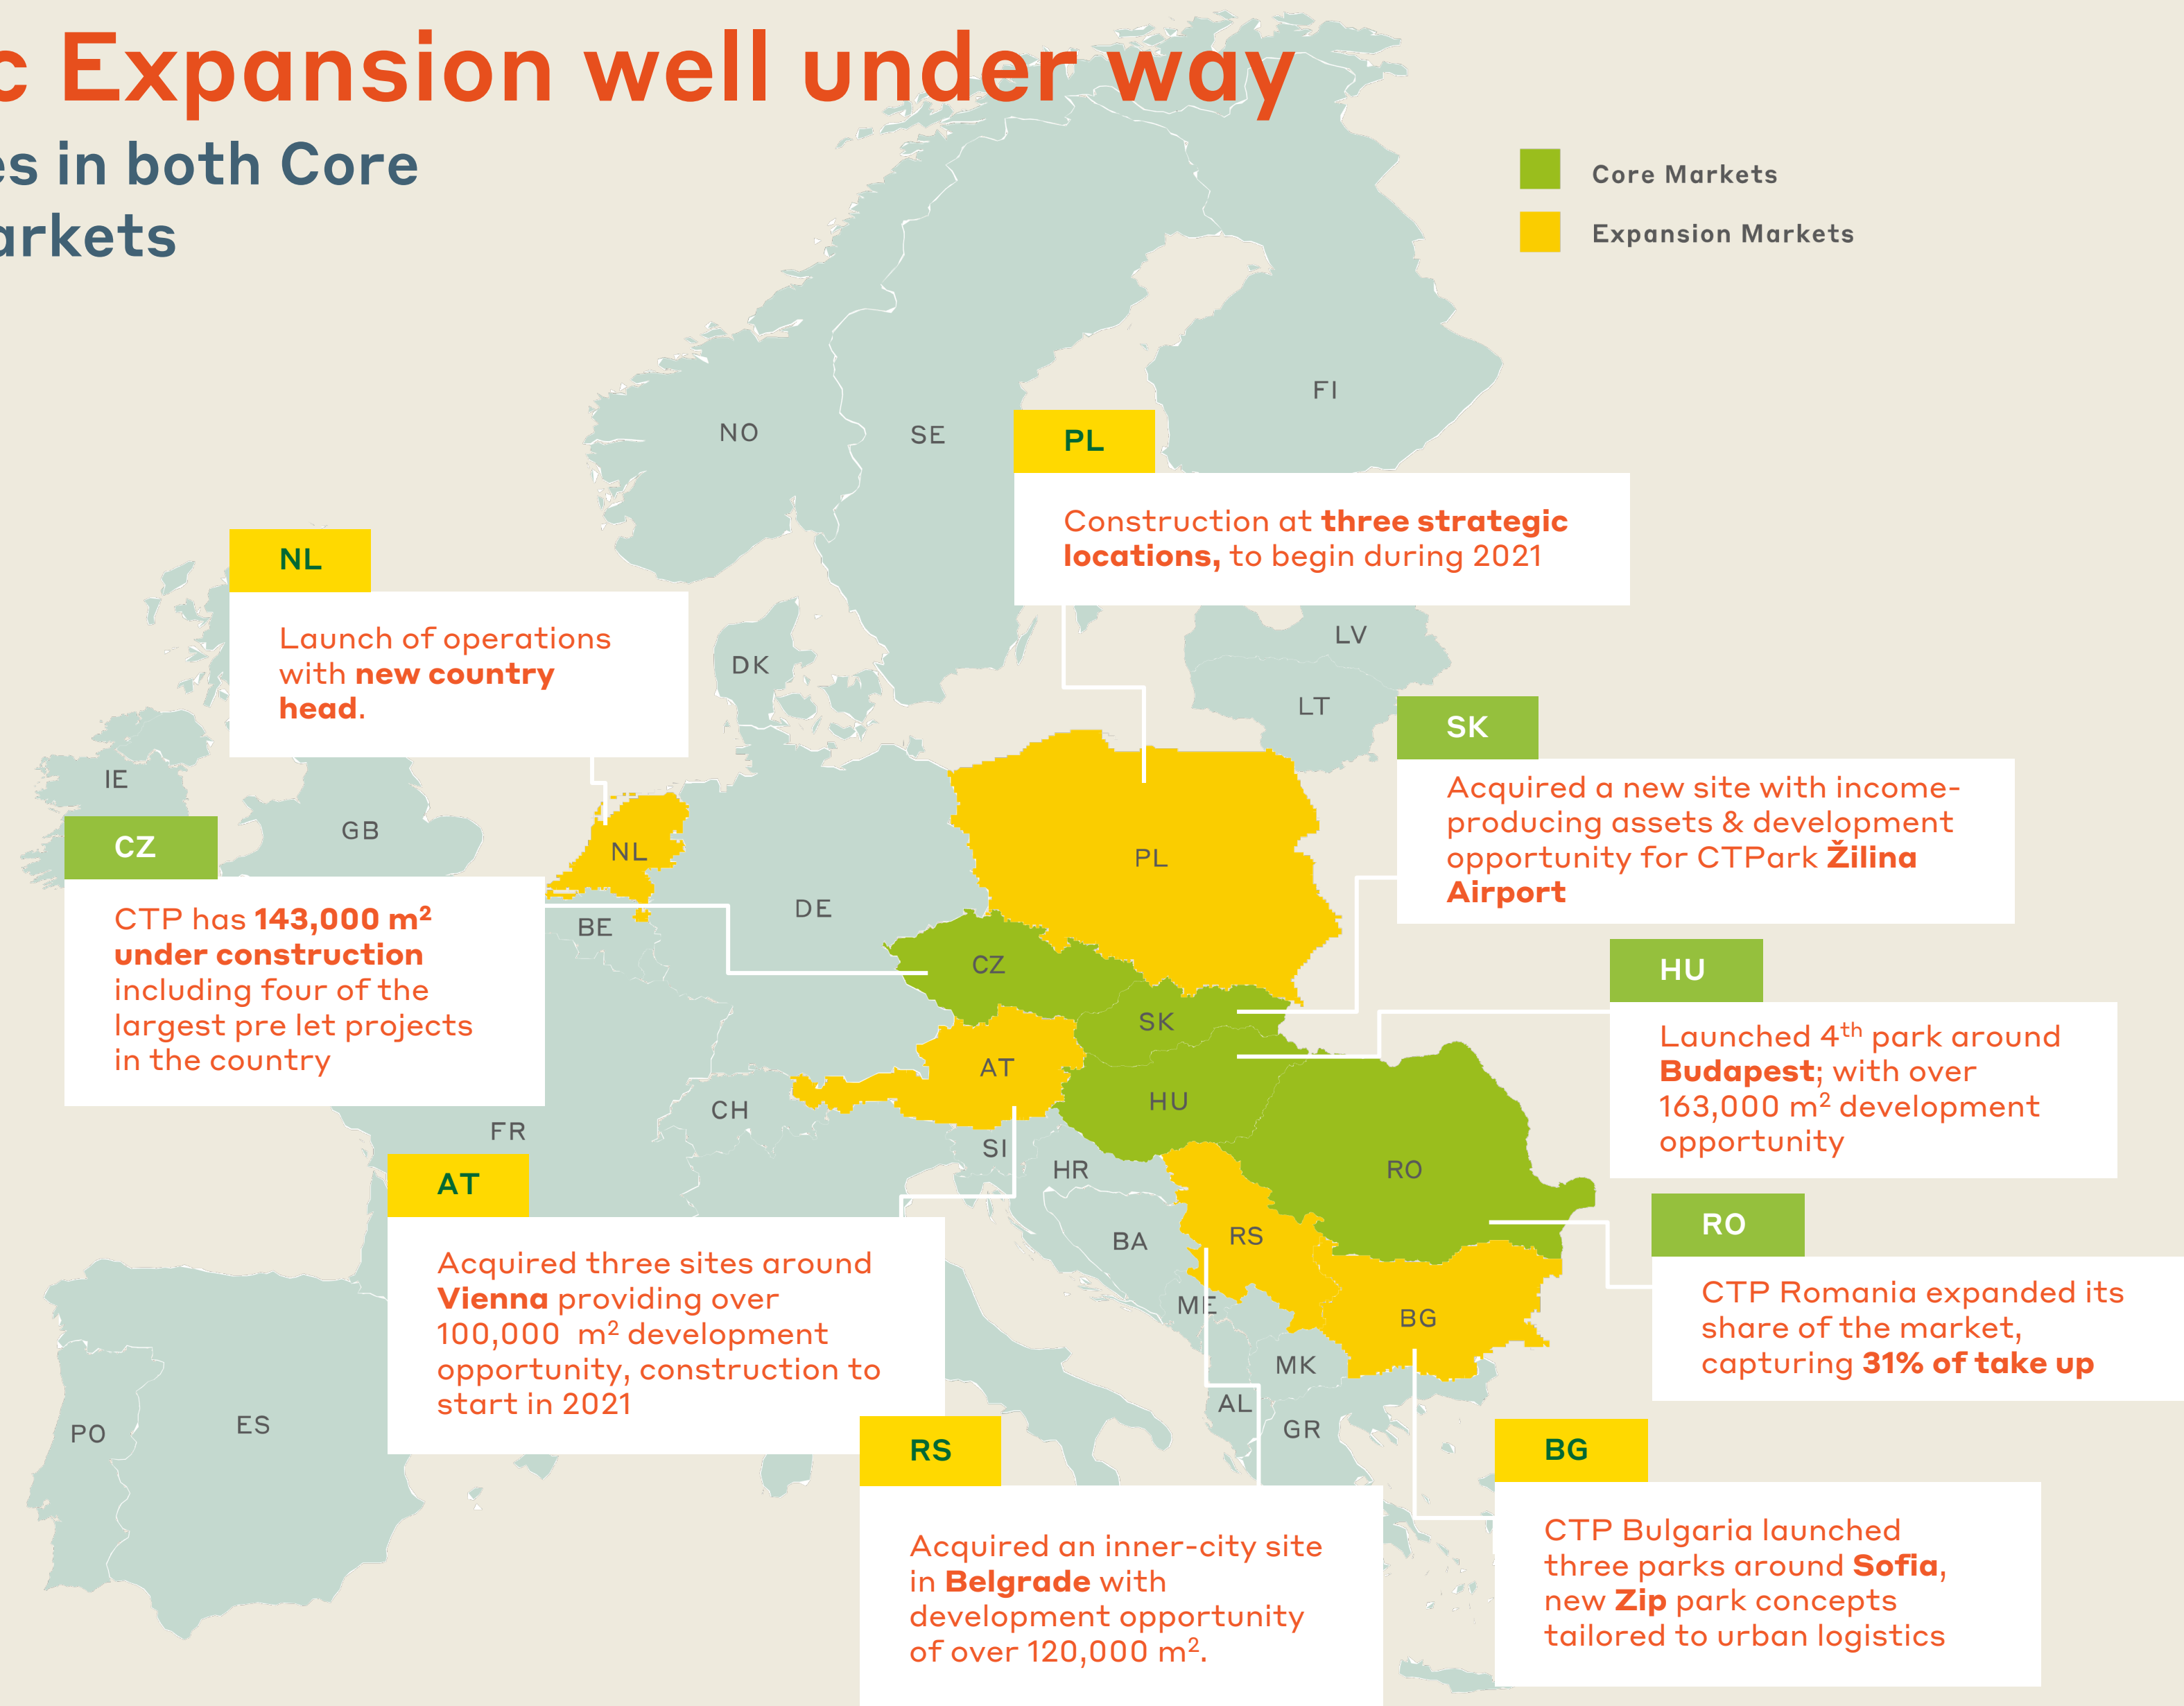 c Expansion well under way
es in both Core
arkets
Core Markets
Expansion Markets
NO
SE
FI
PL
Construction at three strategic
locations, to begin during 2021
NL
Launch of operations
with new country
head.
DK
LV
LT
SK
Acquired a new site with income-
producing assets & development
opportunity for CTPark Žilina
Airport
IE
GB
NL
PL
CZ
CTP has 143,000 m²
under construction
including four of the
largest pre let projects
in the country
BE
DE
CZ
SK
AT
HU
HU
Launched 4th park around
Budapest; with over
163,000 m² development
opportunity
CH
FR
SI
HR
RO
BA
RS
ME
BG
MK
AL
GR
RO
CTP Romania expanded its
share of the market,
capturing 31% of take up
AT
Acquired three sites around
Vienna providing over
100,000 m² development
opportunity, construction to
start in 2021
PO
ES
RS
Acquired an inner-city site
in Belgrade with
development opportunity
of over 120,000 m².
BG
CTP Bulgaria launched
three parks around Sofia,
new Zip park concepts
tailored to urban logistics